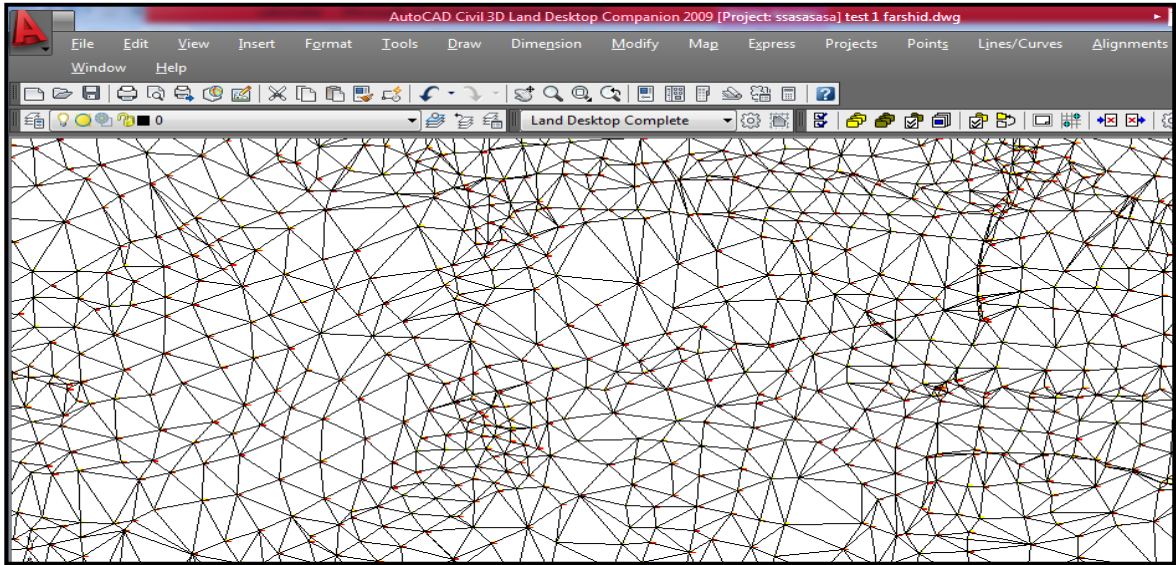 AutoCAD Civil 3D Land Desktop Companion 2009 [Project: ssasasasa] test 1 farshid.dwg
File Edit View Insert Format Tools Draw Dimension Modify Map Express Projects Points Lines/Curves Alignments
Window Help
0 Land Desktop Complete